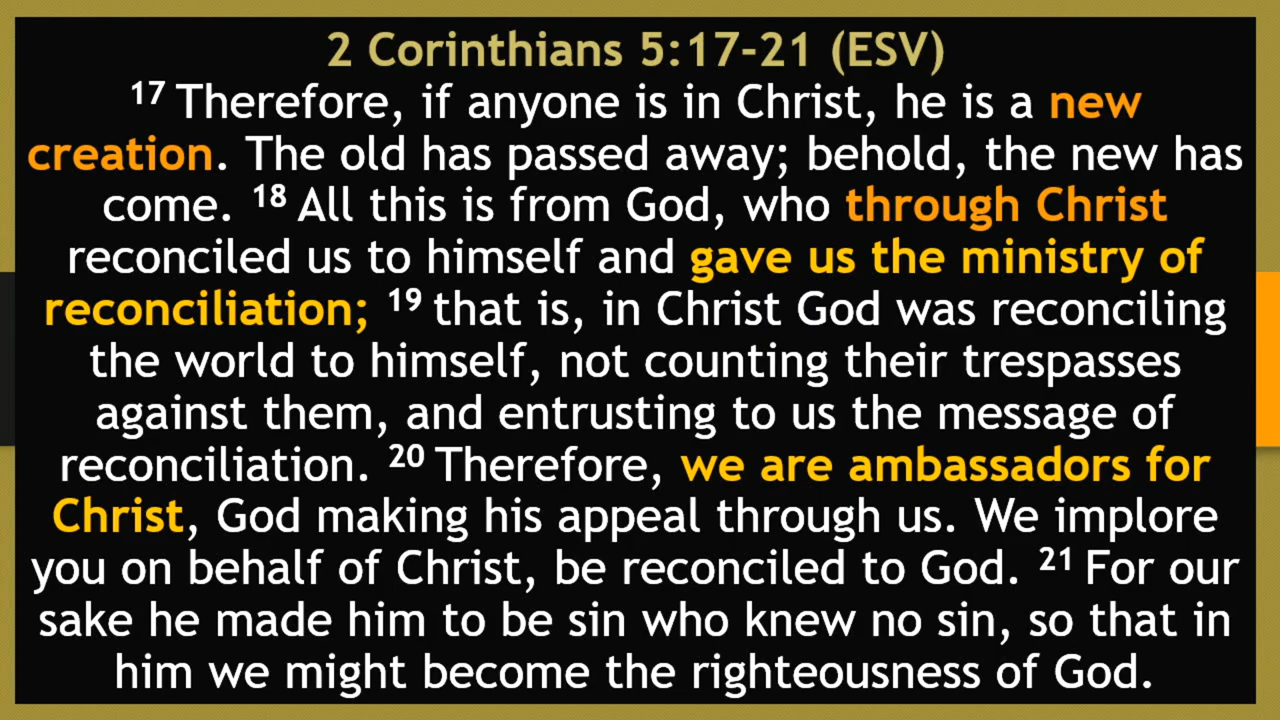 2 Corinthians 5:17-21 (ESV)
17 Therefore, if anyone is in Christ, he is a new
creation. The old has passed away; behold, the new has
come. 18 All this is from God, who through Christ
reconciled us to himself and gave us the ministry of
reconciliation; 19 that is, in Christ God was reconciling
the world to himself, not counting their trespasses
against them, and entrusting to us the message of
reconciliation. 20 Therefore, we are ambassadors for
Christ, God making his appeal through us. We implore
you on behalf of Christ, be reconciled to God. 21 For our
sake he made him to be sin who knew no sin, so that in
him we might become the righteousness of God.